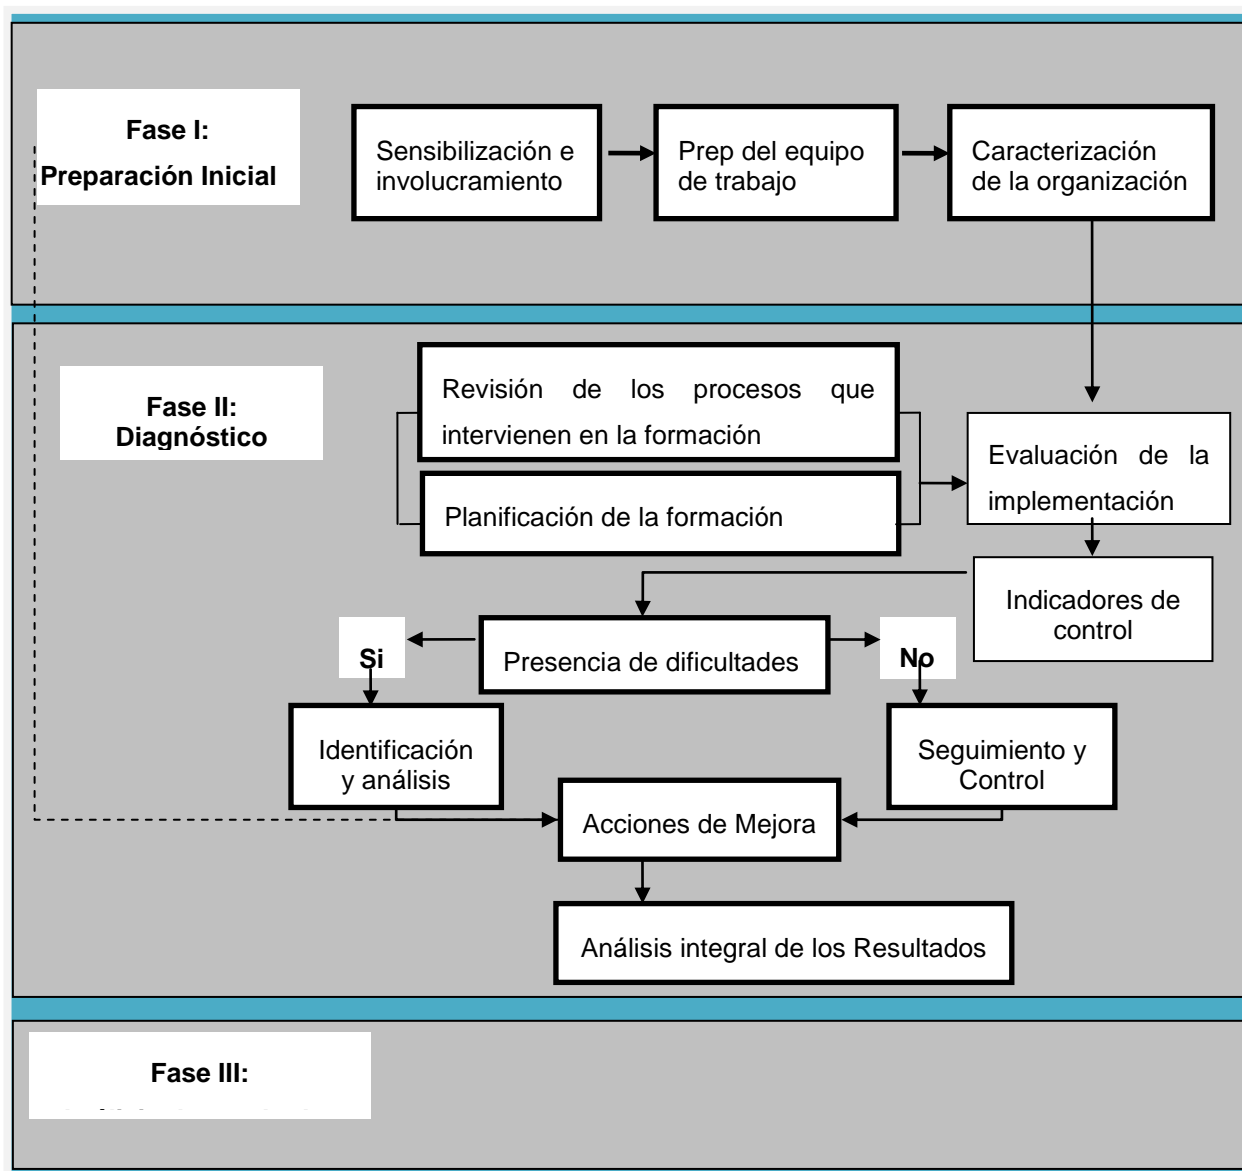 Fase I:
Preparación Inicial
Sensibilización e
involucramiento
Prep del equipo
de trabajo
Caracterización
de la organización
Fase II:
Diagnóstico
Revisión de los procesos que
intervienen en la formación
Planificación de la formación
Evaluación de la
implementación
Indicadores de
control
Presencia de dificultades
Si
No
Identificación
y análisis
Seguimiento y
Control
Acciones de Mejora
Análisis integral de los Resultados
Fase III: